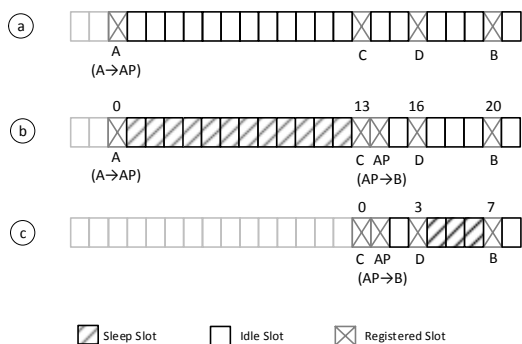 a
A
C
D
B
(A→AP)
0
13
16
20
b
A
C
AP
D
B
(A→AP)
(AP→B)
0
3
7
c
C
AP
D
B
(AP→B)
Sleep Slot
Idle Slot
Registered Slot